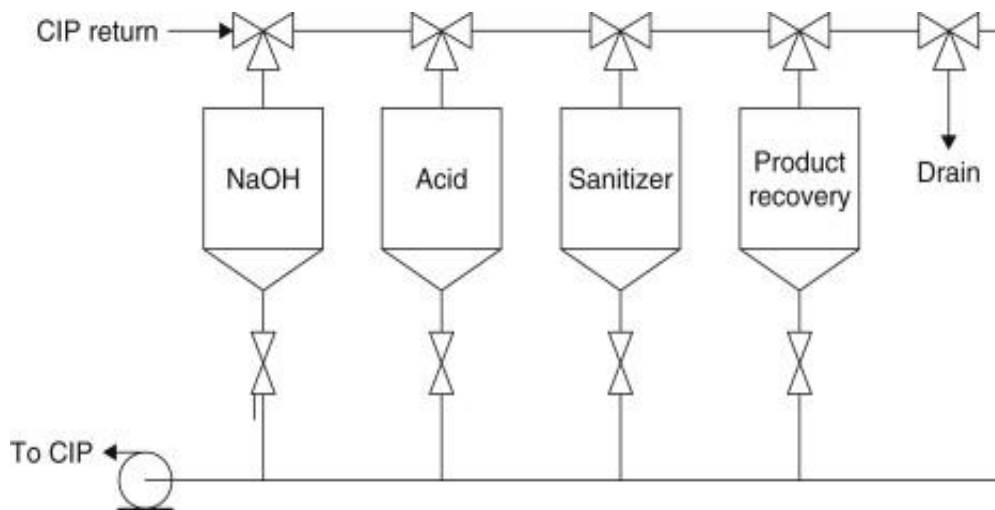 CIP return
NaOH
Acid
Sanitizer
Product
recovery
Drain
To CIP